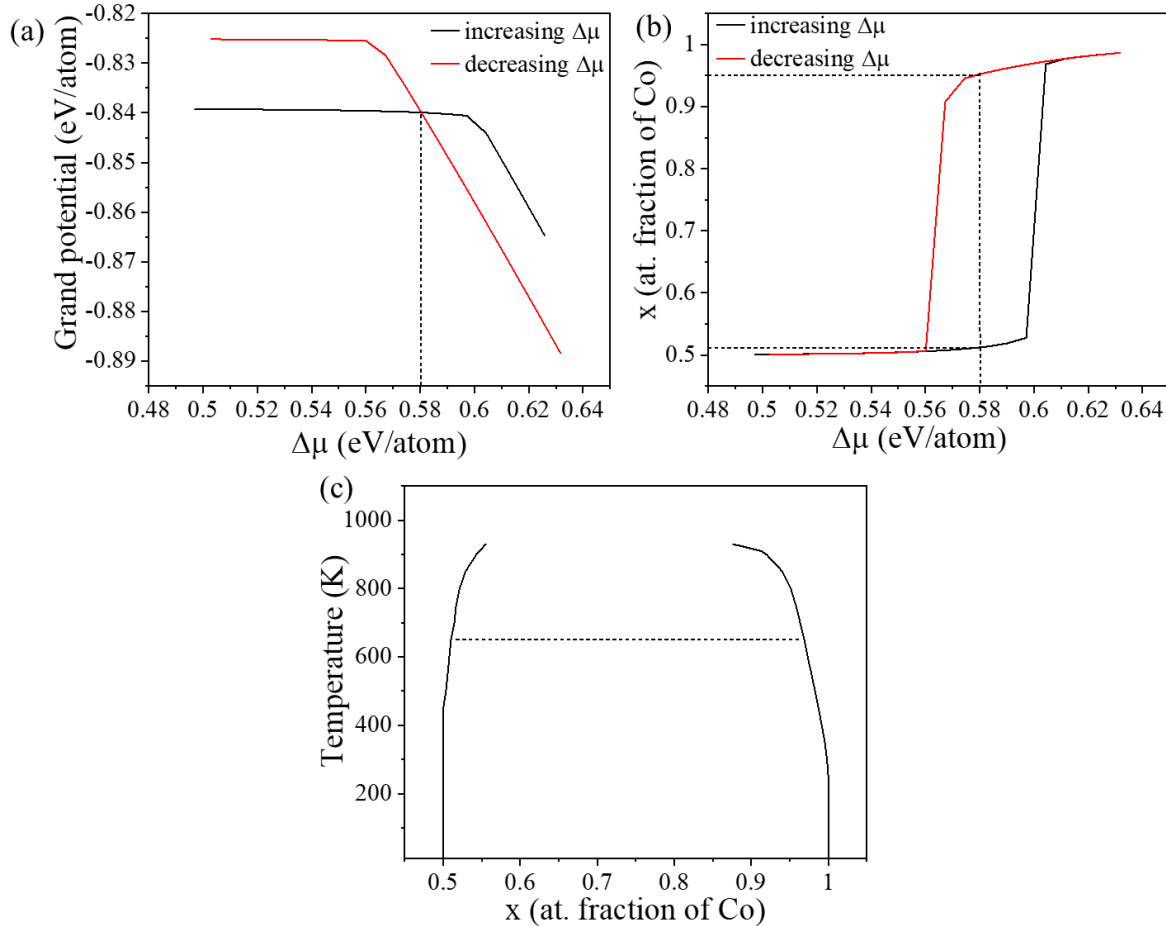 (a)
Grand potential (eV/atom)
-0.82
-0.83
-0.84
-0.85
-0.86
-0.87
-0.88
-0.89
increasing Δμ
decreasing Δμ
0.48 0.5 0.52 0.54 0.56 0.58 0.6 0.62 0.64
Δμ (eV/atom)
(b)
x (at. fraction of Co)
1
0.9
0.8
0.7
0.6
0.5
increasing Δμ
decreasing Δμ
0.48 0.5 0.52 0.54 0.56 0.58 0.6 0.62 0.64
Δμ (eV/atom)
(c)
Temperature (K)
1000
800
600
400
200
0.5 0.6 0.7 0.8 0.9 1
x (at. fraction of Co)